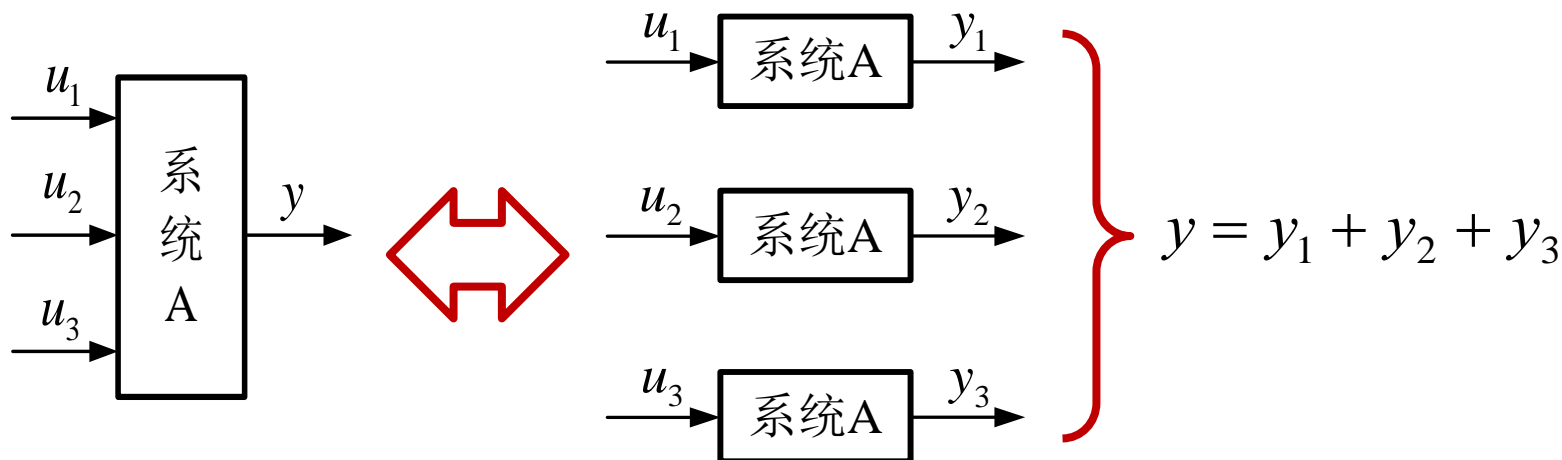 u₁
u₂
u₃
系
统
A
y
u₁
系统A
y₁
u₂
系统A
y₂
u₃
系统A
y₃
y = y₁ + y₂ + y₃